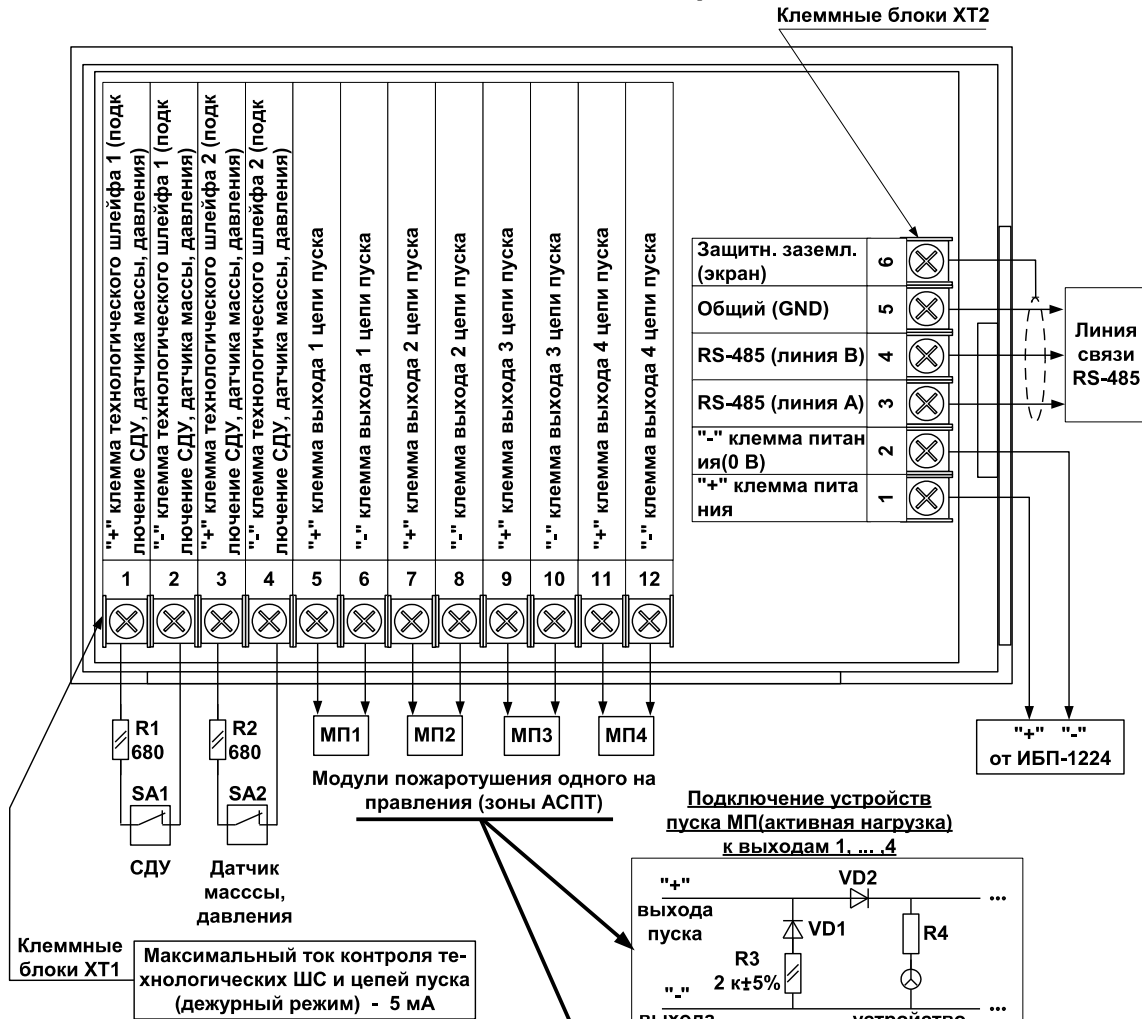 Клеммные блоки XT2
"+" клемма технологического шлейфа 1 (подк
лючение СДУ, датчика массы, давления)
"-" клемма технологического шлейфа 1 (подк
лючение СДУ, датчика массы, давления)
"+" клемма технологического шлейфа 2 (подк
лючение СДУ, датчика массы, давления)
"-" клемма технологического шлейфа 2 (подк
лючение СДУ, датчика массы, давления)
"+" клемма выхода 1 цепи пуска
"-" клемма выхода 1 цепи пуска
"+" клемма выхода 2 цепи пуска
"-" клемма выхода 2 цепи пуска
"+" клемма выхода 3 цепи пуска
"-" клемма выхода 3 цепи пуска
"+" клемма выхода 4 цепи пуска
"-" клемма выхода 4 цепи пуска
1 2 3 4 5 6 7 8 9 10 11 12
Защитн. заземл.
(экран)
6
Общий (GND)
5
RS-485 (линия B)
4
RS-485 (линия A)
3
"-" клемма питан
ия(0 В)
2
"+" клемма пита
ния
1
Линия
связи
RS-485
"+" "-"
от ИБП-1224
R1
680
R2
680
SA1
SA2
СДУ
Датчик
масссы,
давления
МП1 МП2 МП3 МП4
Модули пожаротушения одного на
правления (зоны АСПТ)
Клеммные
блоки XT1
Максимальный ток контроля те-
хнологических ШС и цепей пуска
(дежурный режим) - 5 мА
Подключение устройств
пуска МП(активная нагрузка)
к выходам 1, ... ,4
"+"
выхода
пуска
VD2
...
VD1
R4
R3
2 к±5%
"-"
выхода
...
устройство